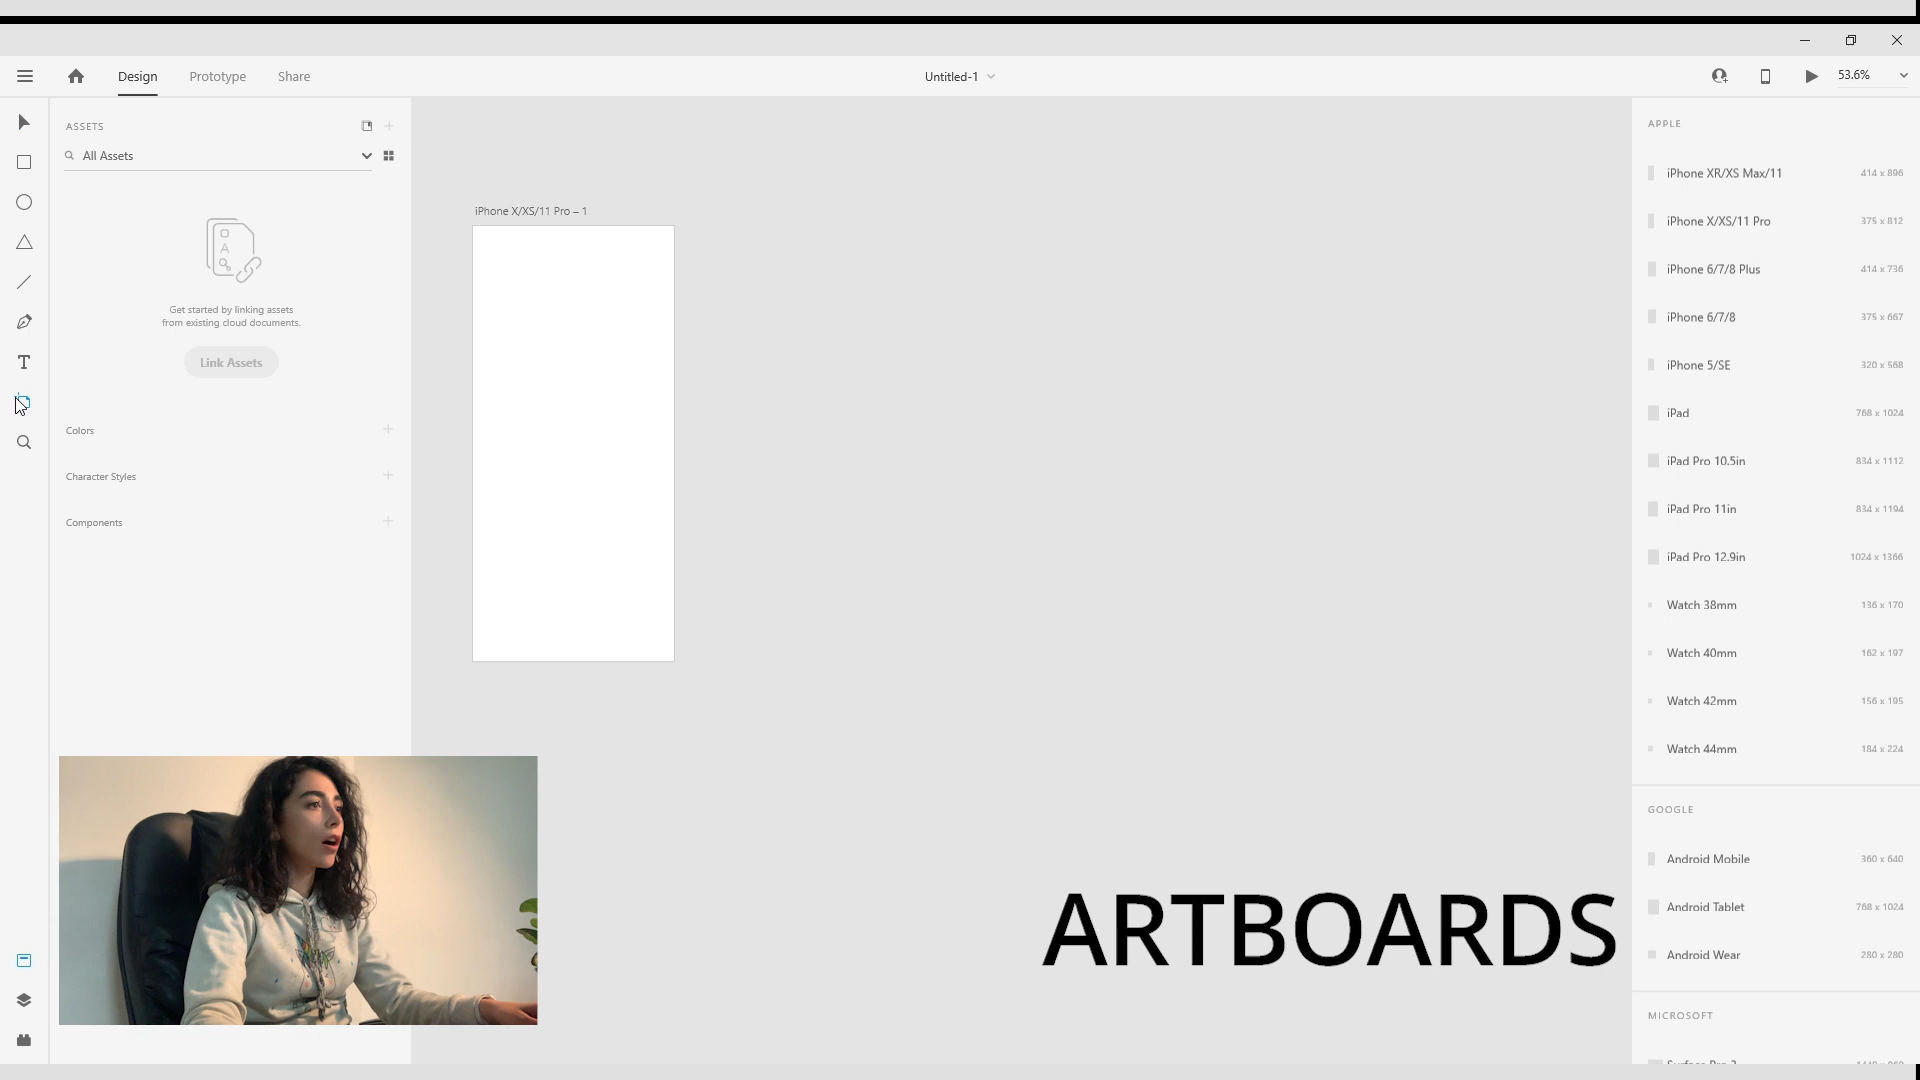 Design
Prototype
Share
Untitled-1
53.6%
ASSETS
All Assets
Get started by linking assets
from existing cloud documents.
Link Assets
Colors
Character Styles
Components
iPhone X/XS/11 Pro – 1
ARTBOARDS
APPLE
iPhone XR/XS Max/11 414 x 896
iPhone X/XS/11 Pro 375 x 812
iPhone 6/7/8 Plus 414 x 736
iPhone 6/7/8 375 x 667
iPhone 5/SE 320 x 568
iPad 768 x 1024
iPad Pro 10.5in 834 x 1112
iPad Pro 11in 834 x 1194
iPad Pro 12.9in 1024 x 1366
Watch 38mm 136 x 170
Watch 40mm 162 x 197
Watch 42mm 156 x 195
Watch 44mm 184 x 224
GOOGLE
Android Mobile 360 x 640
Android Tablet 768 x 1024
Android Wear 280 x 280
MICROSOFT